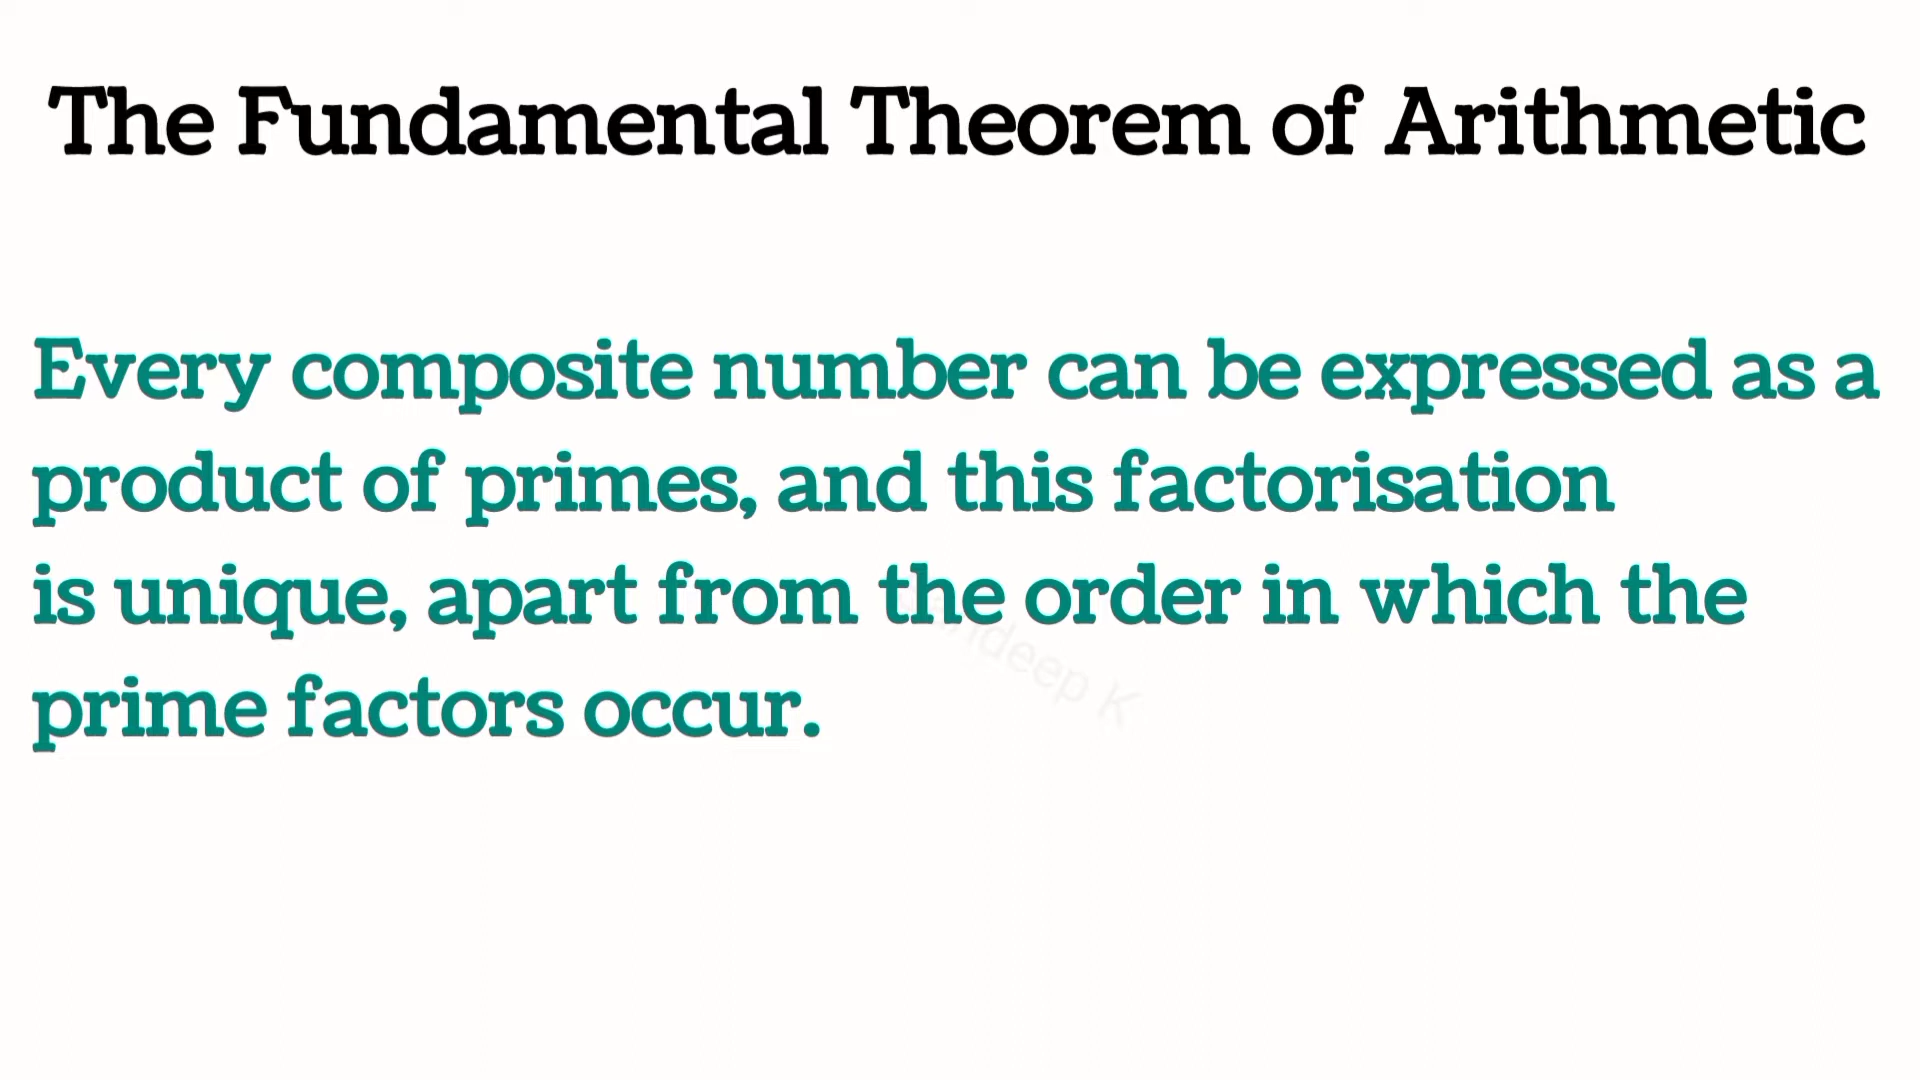 The Fundamental Theorem of Arithmetic
Every composite number can be expressed as a
product of primes, and this factorisation
is unique, apart from the order in which the
prime factors occur.